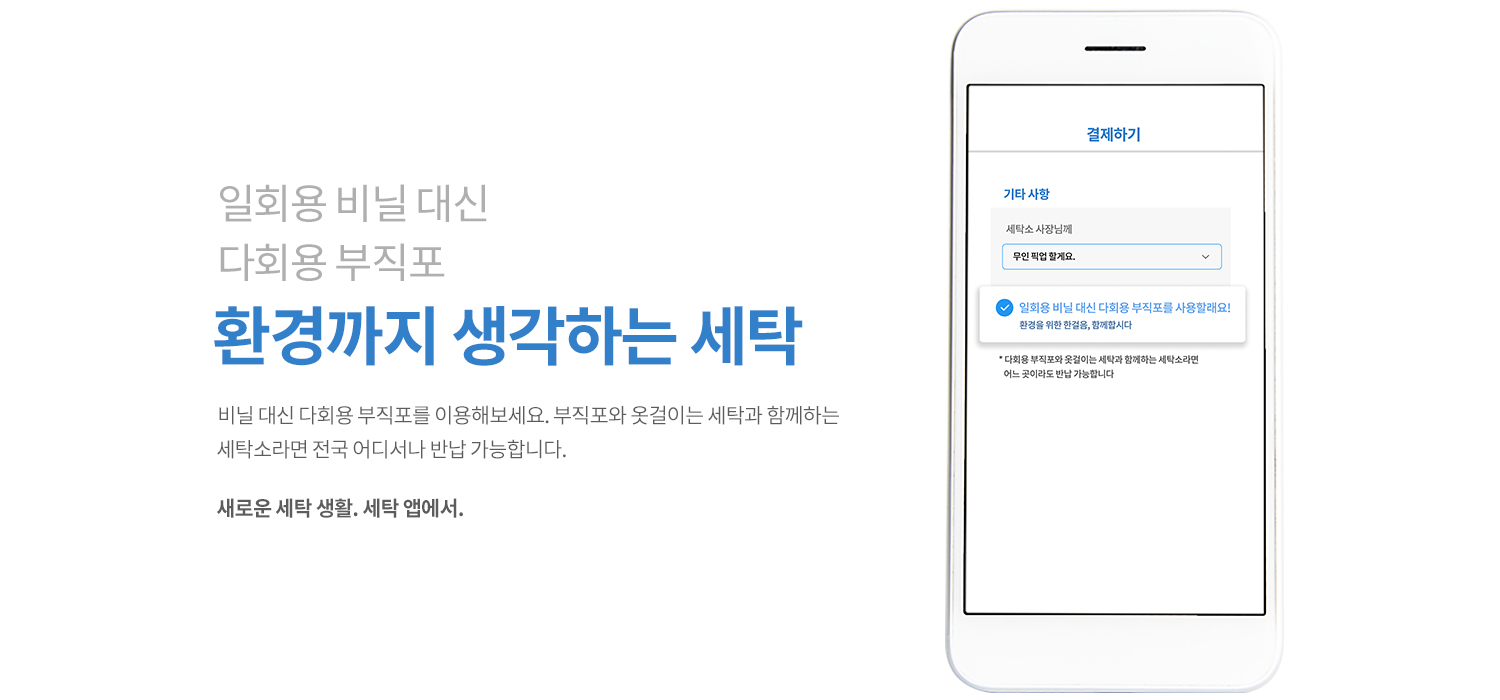 일회용 비닐 대신
다회용 부직포
환경까지 생각하는 세탁
비닐 대신 다회용 부직포를 이용해보세요. 부직포와 옷걸이는 세탁과 함께하는
세탁소라면 전국 어디서나 반납 가능합니다.
새로운 세탁 생활. 세탁 앱에서.
결제하기
기타 사항
세탁소 사장님께
무인 픽업 할게요.
일회용 비닐 대신 다회용 부직포를 사용할래요!
환경을 위한 한걸음, 함께합시다
* 다회용 부직포와 옷걸이는 세탁과 함께하는 세탁소라면
어느 곳이라도 반납 가능합니다